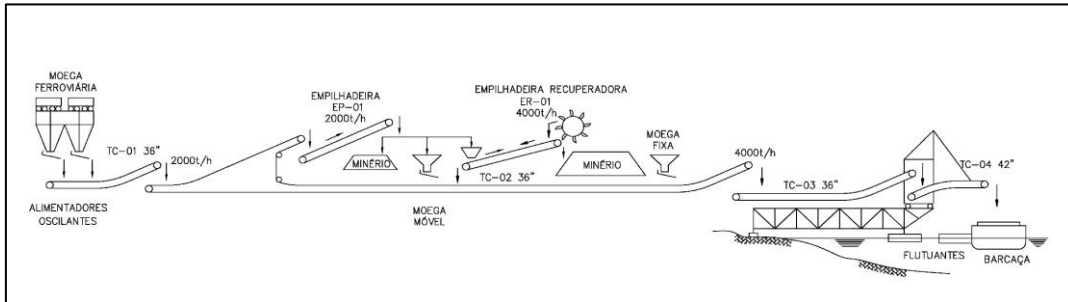 MOEGA
FERROVIÁRIA
TC-01 36"
2000t/h
ALIMENTADORES
OSCILANTES
EMPILHADEIRA
EP-01
2000t/h
MINÉRIO
EMPILHADEIRA RECUPERADORA
ER-01
4000t/h
TC-02 36"
MOEGA
MÓVEL
MINÉRIO
MOEGA
FIXA
4000t/h
TC-03 36"
TC-04 42"
FLUTUANTES
BARCAÇA